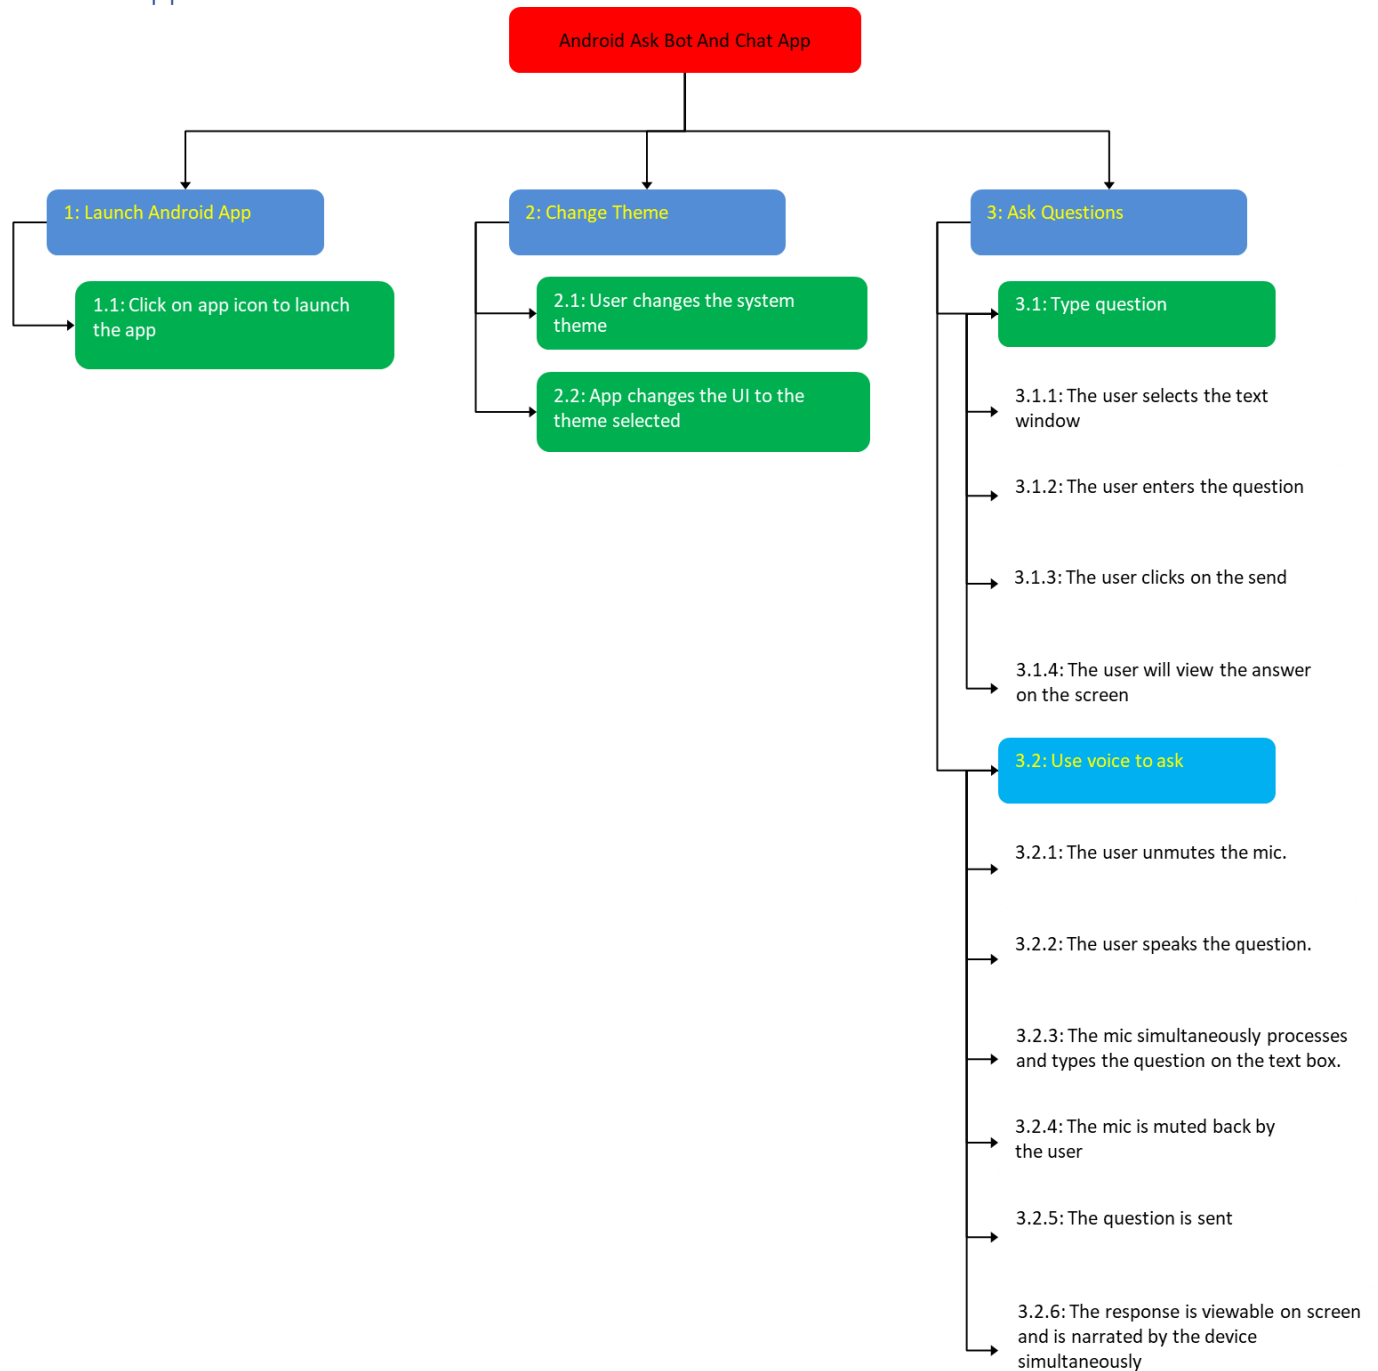 Android Ask Bot And Chat App
1: Launch Android App
1.1: Click on app icon to launch
the app
2: Change Theme
2.1: User changes the system
theme
2.2: App changes the UI to the
theme selected
3: Ask Questions
3.1: Type question
3.1.1: The user selects the text
window
3.1.2: The user enters the question
3.1.3: The user clicks on the send
3.1.4: The user will view the answer
on the screen
3.2: Use voice to ask
3.2.1: The user unmutes the mic.
3.2.2: The user speaks the question.
3.2.3: The mic simultaneously processes
and types the question on the text box.
3.2.4: The mic is muted back by
the user
3.2.5: The question is sent
3.2.6: The response is viewable on screen
and is narrated by the device
simultaneously